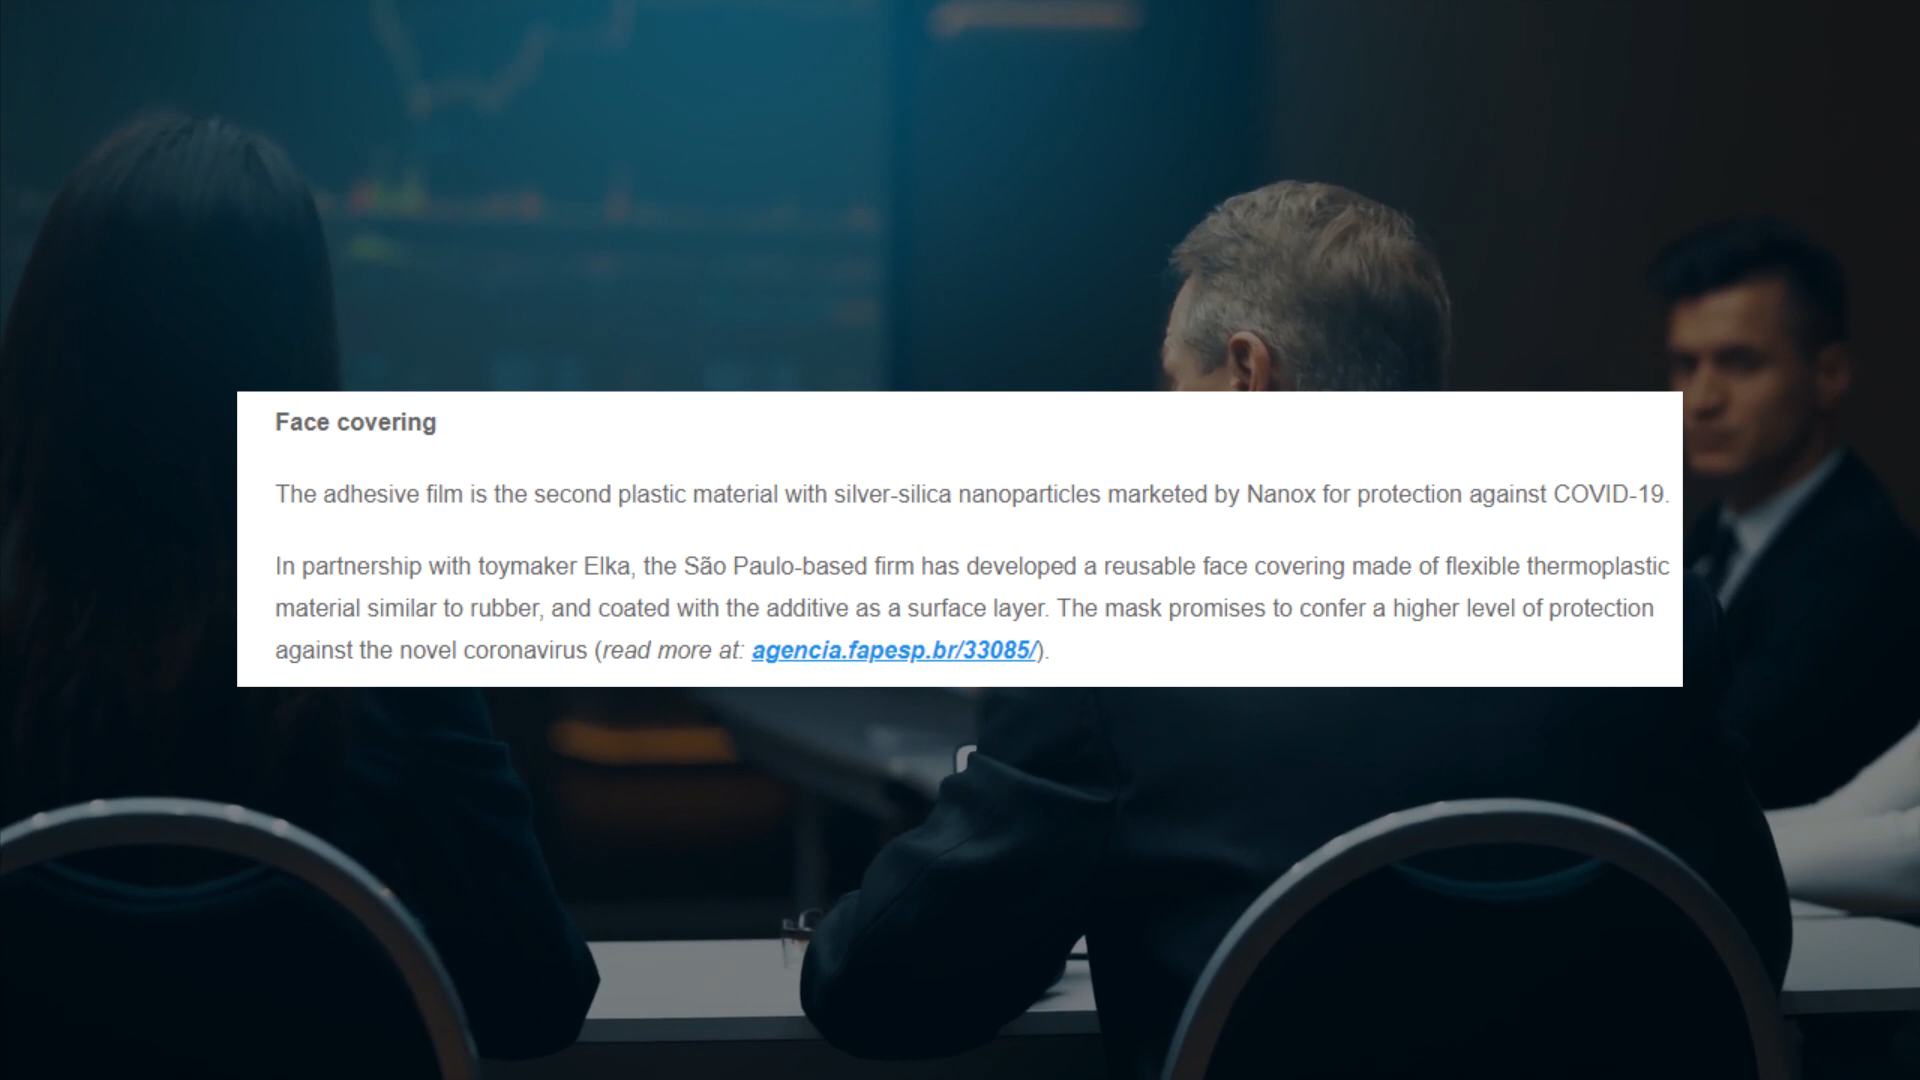 Face covering
The adhesive film is the second plastic material with silver-silica nanoparticles marketed by Nanox for protection against COVID-19.
In partnership with toymaker Elka, the São Paulo-based firm has developed a reusable face covering made of flexible thermoplastic
material similar to rubber, and coated with the additive as a surface layer. The mask promises to confer a higher level of protection
against the novel coronavirus (read more at: agencia.fapesp.br/33085/).